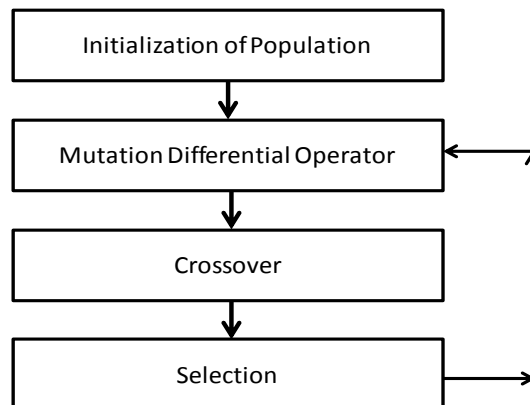 Initialization of Population
Mutation Differential Operator
Crossover
Selection